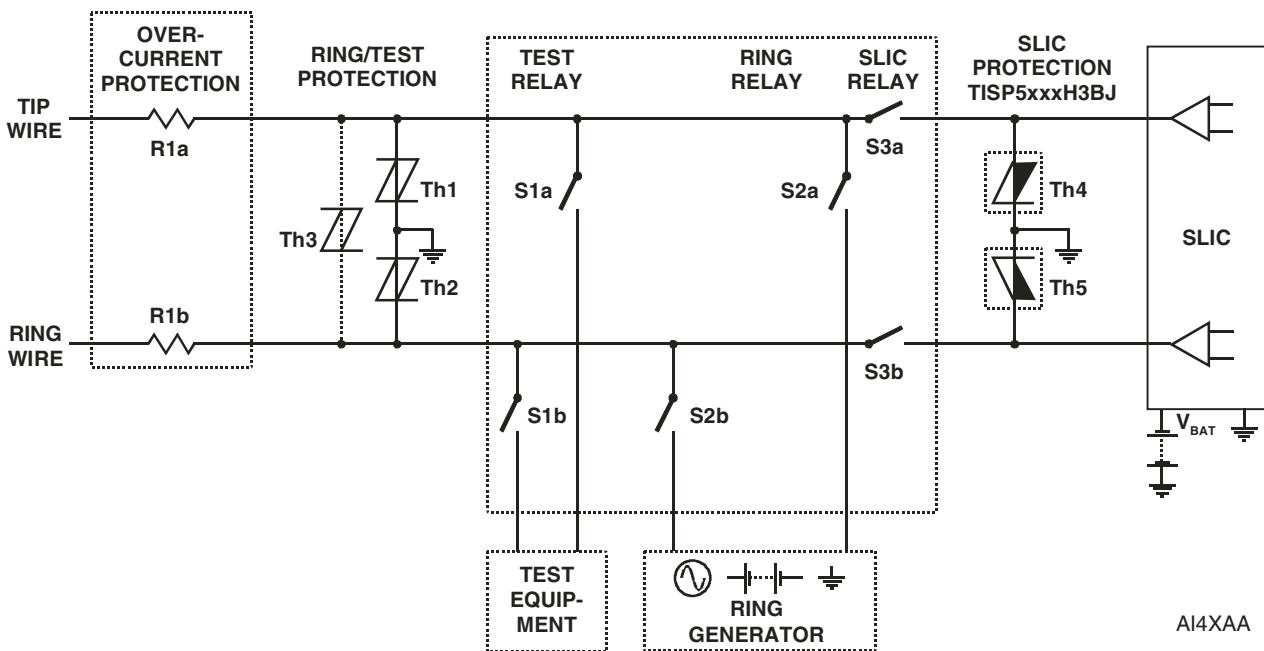 OVER-
CURRENT
PROTECTION
RING/TEST
PROTECTION
TEST
RELAY
RING
RELAY
SLIC
RELAY
SLIC
PROTECTION
TISP5xxxH3BJ
TIP
WIRE
R1a
S3a
S1a
S2a
Th1
Th3
Th4
SLIC
Th2
Th5
R1b
RING
WIRE
S3b
S1b
S2b
VBAT
TEST
EQUIP-
MENT
RING
GENERATOR
AI4XAA